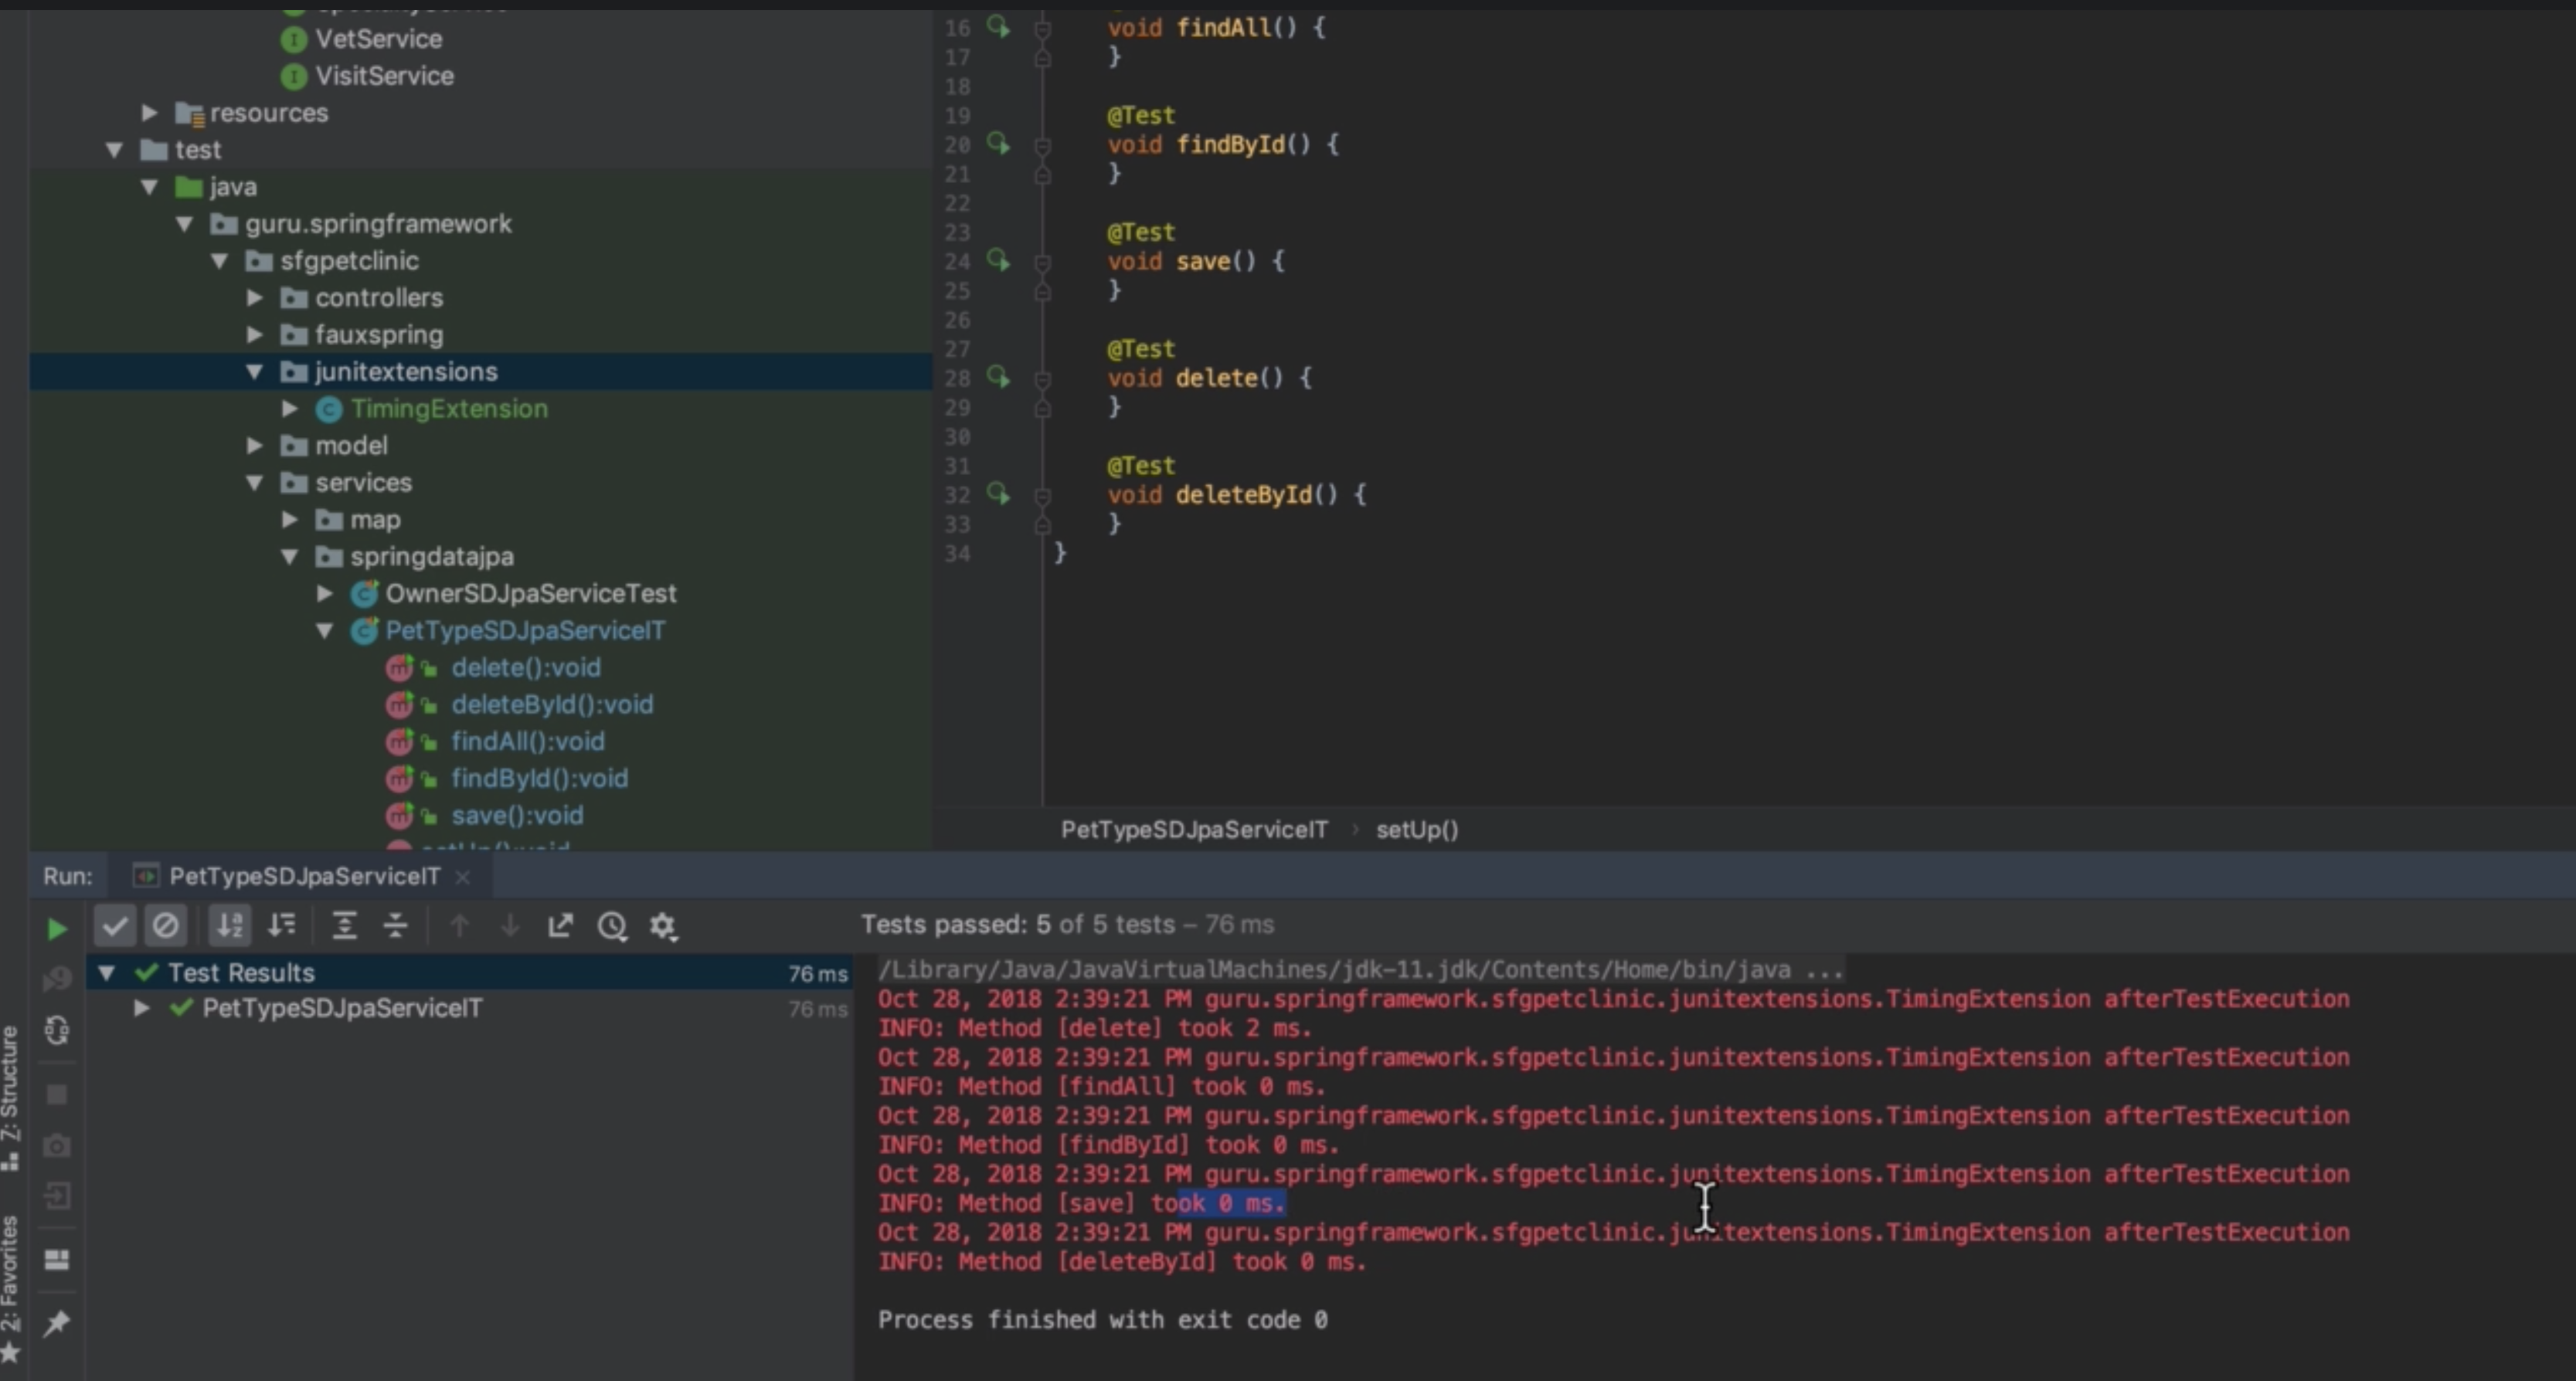 VetService
VisitService
resources
test
java
guru.springframework
sfgpetclinic
controllers
fauxspring
junitextensions
TimingExtension
model
services
map
springdatajpa
OwnerSDJpaServiceTest
PetTypeSDJpaServiceIT
delete():void
deleteById():void
findAll():void
findById():void
save():void
setUp():void
16 void findAll() {
17 }
18
19 @Test
20 void findById() {
21 }
22
23 @Test
24 void save() {
25 }
26
27 @Test
28 void delete() {
29 }
30
31 @Test
32 void deleteById() {
33 }
34 }
PetTypeSDJpaServiceIT › setUp()
Run: PetTypeSDJpaServiceIT ×
Tests passed: 5 of 5 tests – 76 ms
Test Results 76 ms
PetTypeSDJpaServiceIT 76 ms
Z: Structure
2: Favorites
/Library/Java/JavaVirtualMachines/jdk-11.jdk/Contents/Home/bin/java ...
Oct 28, 2018 2:39:21 PM guru.springframework.sfgpetclinic.junitextensions.TimingExtension afterTestExecution
INFO: Method [delete] took 2 ms.
Oct 28, 2018 2:39:21 PM guru.springframework.sfgpetclinic.junitextensions.TimingExtension afterTestExecution
INFO: Method [findAll] took 0 ms.
Oct 28, 2018 2:39:21 PM guru.springframework.sfgpetclinic.junitextensions.TimingExtension afterTestExecution
INFO: Method [findById] took 0 ms.
Oct 28, 2018 2:39:21 PM guru.springframework.sfgpetclinic.junitextensions.TimingExtension afterTestExecution
INFO: Method [save] took 0 ms.
Oct 28, 2018 2:39:21 PM guru.springframework.sfgpetclinic.junitextensions.TimingExtension afterTestExecution
INFO: Method [deleteById] took 0 ms.
Process finished with exit code 0